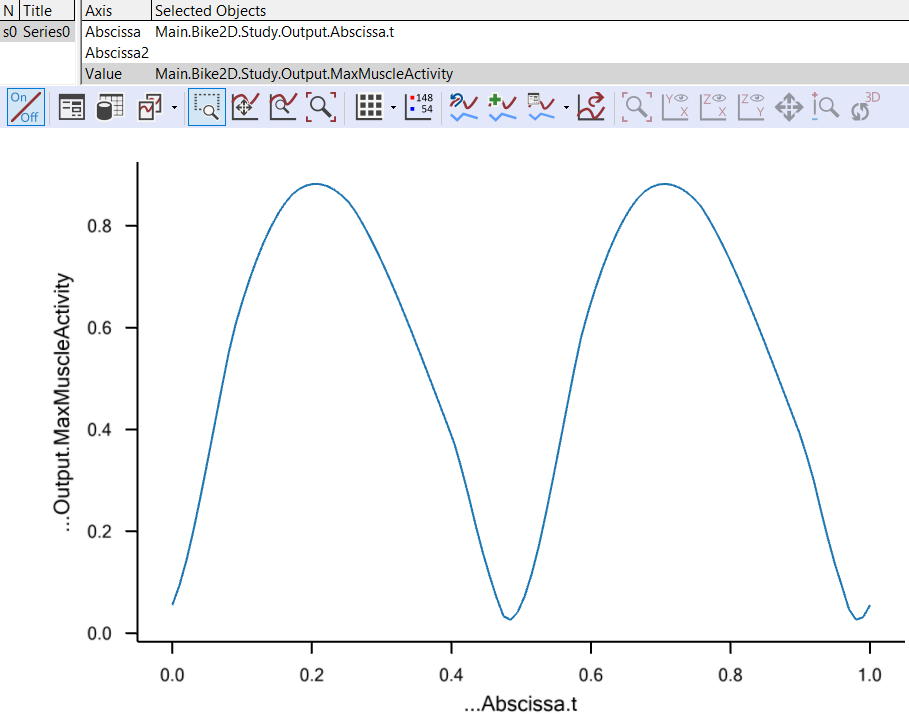 N Title Axis Selected Objects
s0 Series0 Abscissa Main.Bike2D.Study.Output.Abscissa.t
Abscissa2
Value Main.Bike2D.Study.Output.MaxMuscleActivity
On Off 148 54 Y X Z X Z Y 3D
0.8
0.6
0.4
0.2
0.0
...Output.MaxMuscleActivity
0.0 0.2 0.4 0.6 0.8 1.0
...Abscissa.t